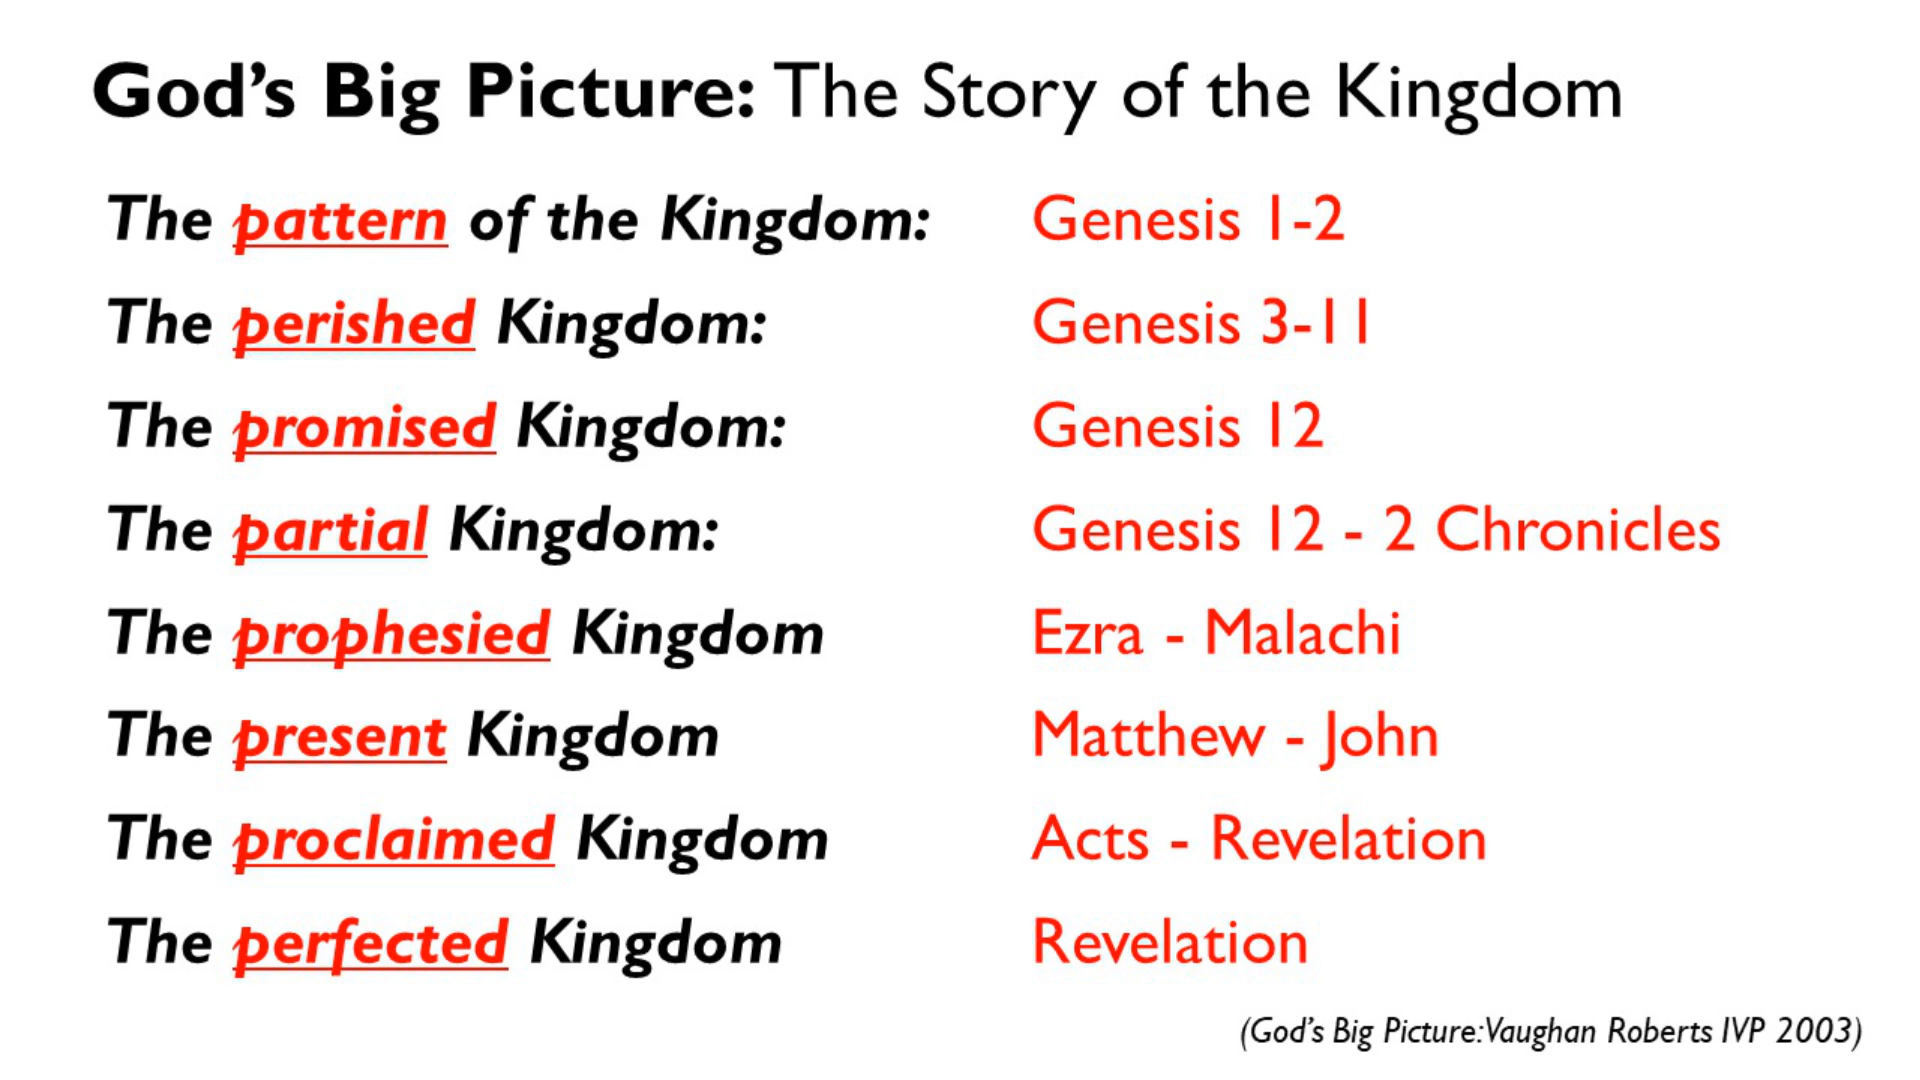 God’s Big Picture: The Story of the Kingdom
The pattern of the Kingdom: Genesis 1-2
The perished Kingdom: Genesis 3-11
The promised Kingdom: Genesis 12
The partial Kingdom: Genesis 12 - 2 Chronicles
The prophesied Kingdom Ezra - Malachi
The present Kingdom Matthew - John
The proclaimed Kingdom Acts - Revelation
The perfected Kingdom Revelation
(God’s Big Picture:Vaughan Roberts IVP 2003)